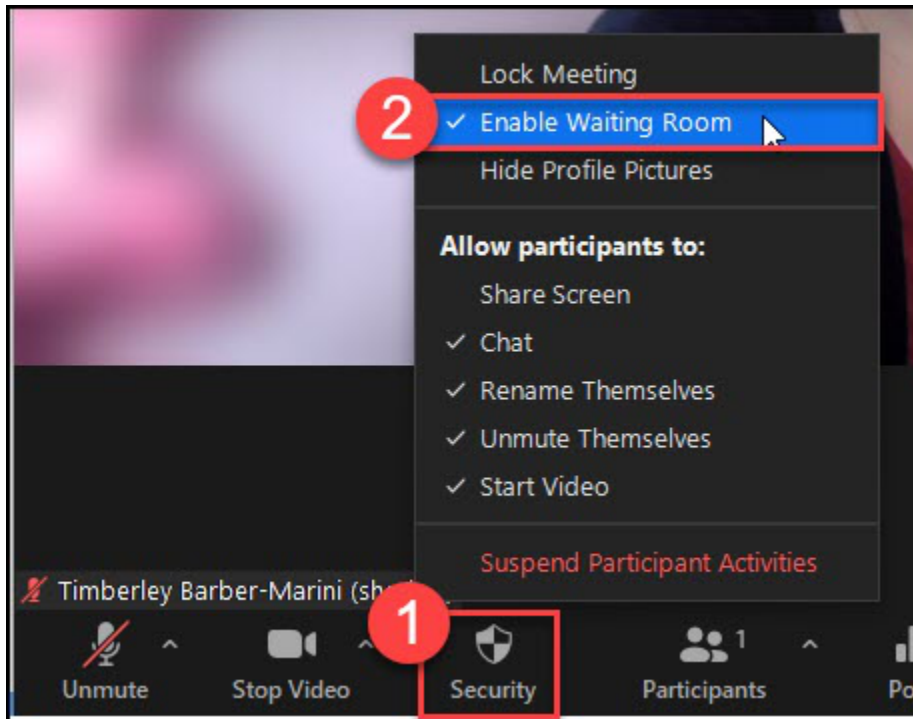 Lock Meeting
2
✓ Enable Waiting Room
Hide Profile Pictures
Allow participants to:
Share Screen
✓ Chat
✓ Rename Themselves
✓ Unmute Themselves
✓ Start Video
Suspend Participant Activities
Timberley Barber-Marini
1
1
Unmute
Stop Video
Security
Participants